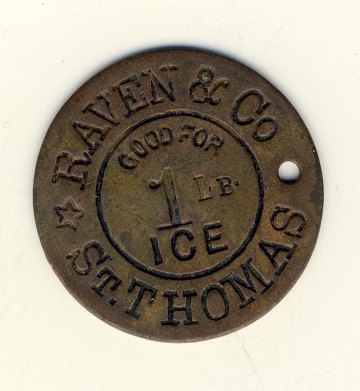 RAVEN & Co
GOOD FOR
1 LB.
ICE
ST. THOMAS